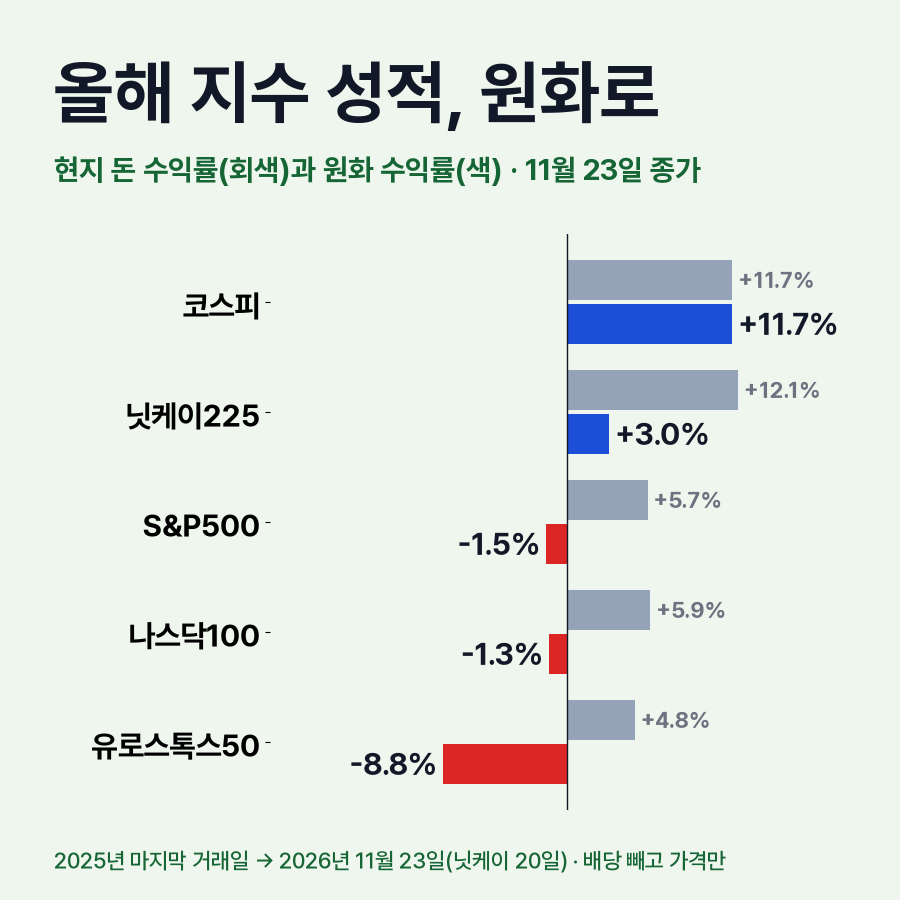 올해 지수 성적, 원화로
현지 돈 수익률(회색)과 원화 수익률(색) · 11월 23일 종가
코스피
+11.7%
+11.7%
닛케이225
+12.1%
+3.0%
S&P500
+5.7%
-1.5%
나스닥100
+5.9%
-1.3%
유로스톡스50
+4.8%
-8.8%
2025년 마지막 거래일 → 2026년 11월 23일(닛케이 20일) · 배당 빼고 가격만